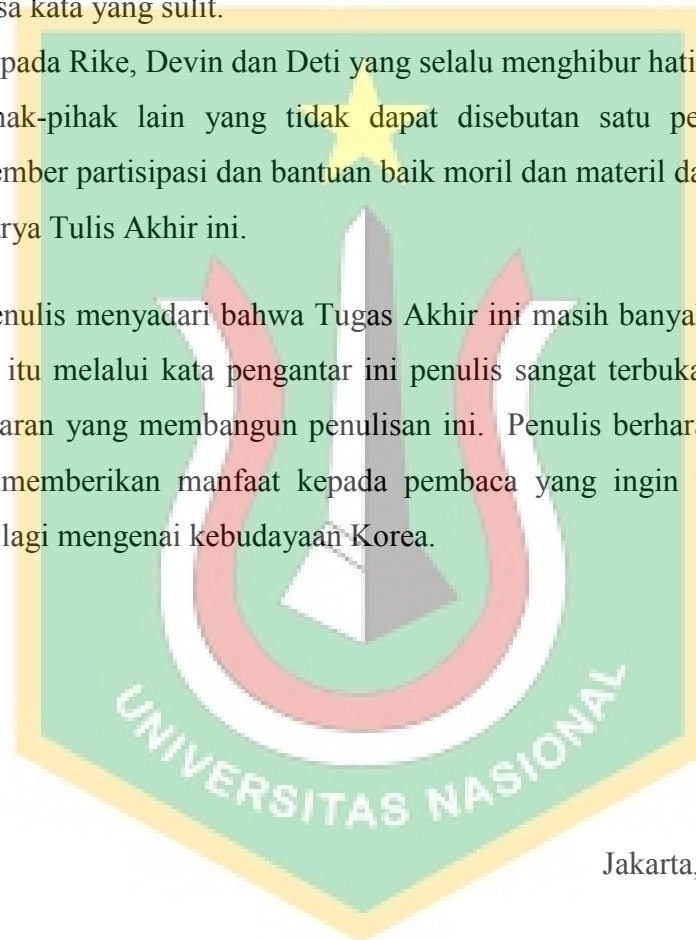 sa kata yang sulit.
pada Rike, Devin dan Deti yang selalu menghibur hati
ak-pihak lain yang tidak dapat disebutan satu pe
ember partisipasi dan bantuan baik moril dan materil da
rya Tulis Akhir ini.
enulis menyadari bahwa Tugas Akhir ini masih banya
itu melalui kata pengantar ini penulis sangat terbuka
aran yang membangun penulisan ini. Penulis berhara
memberikan manfaat kepada pembaca yang ingin
lagi mengenai kebudayaan Korea.
UNIVERSITAS NASIONAL
Jakarta,